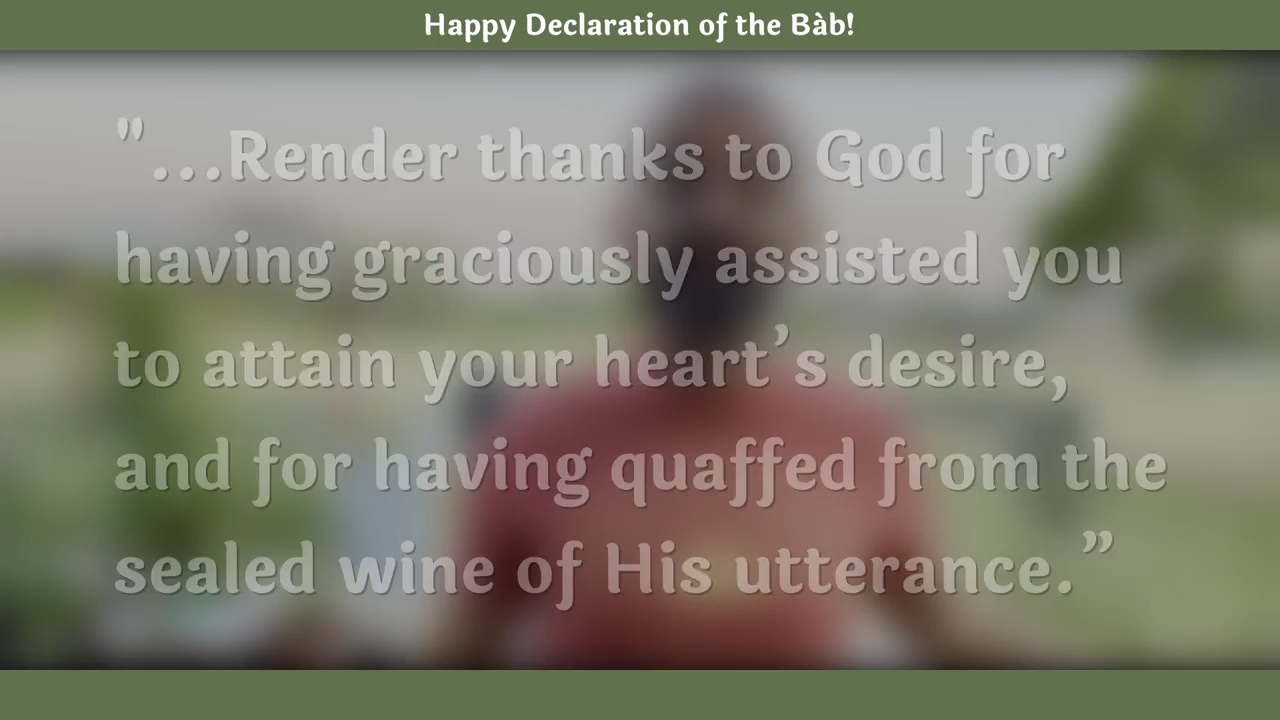 Happy Declaration of the Bàb!
"...Render thanks to God for
having graciously assisted you
to attain your heart’s desire,
and for having quaffed from the
sealed wine of His utterance.”